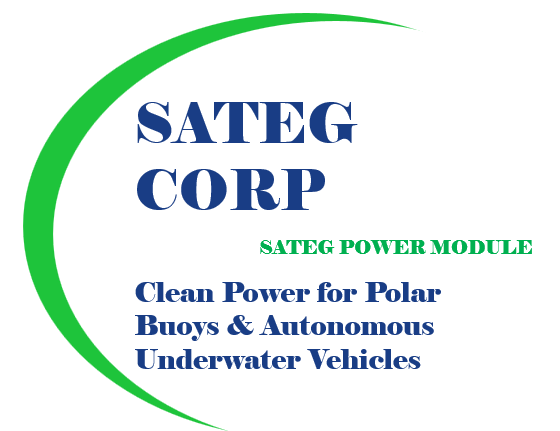 SATEG
CORP
SATEG POWER MODULE
Clean Power for Polar
Buoys & Autonomous
Underwater Vehicles